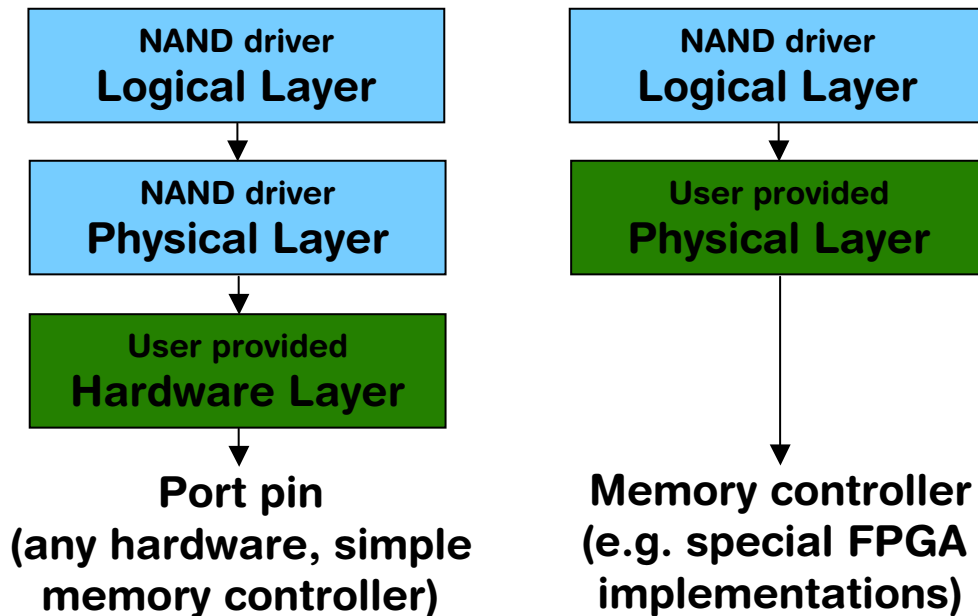 NAND driver
Logical Layer
NAND driver
Physical Layer
User provided
Hardware Layer
Port pin
(any hardware, simple
memory controller)
NAND driver
Logical Layer
User provided
Physical Layer
Memory controller
(e.g. special FPGA
implementations)